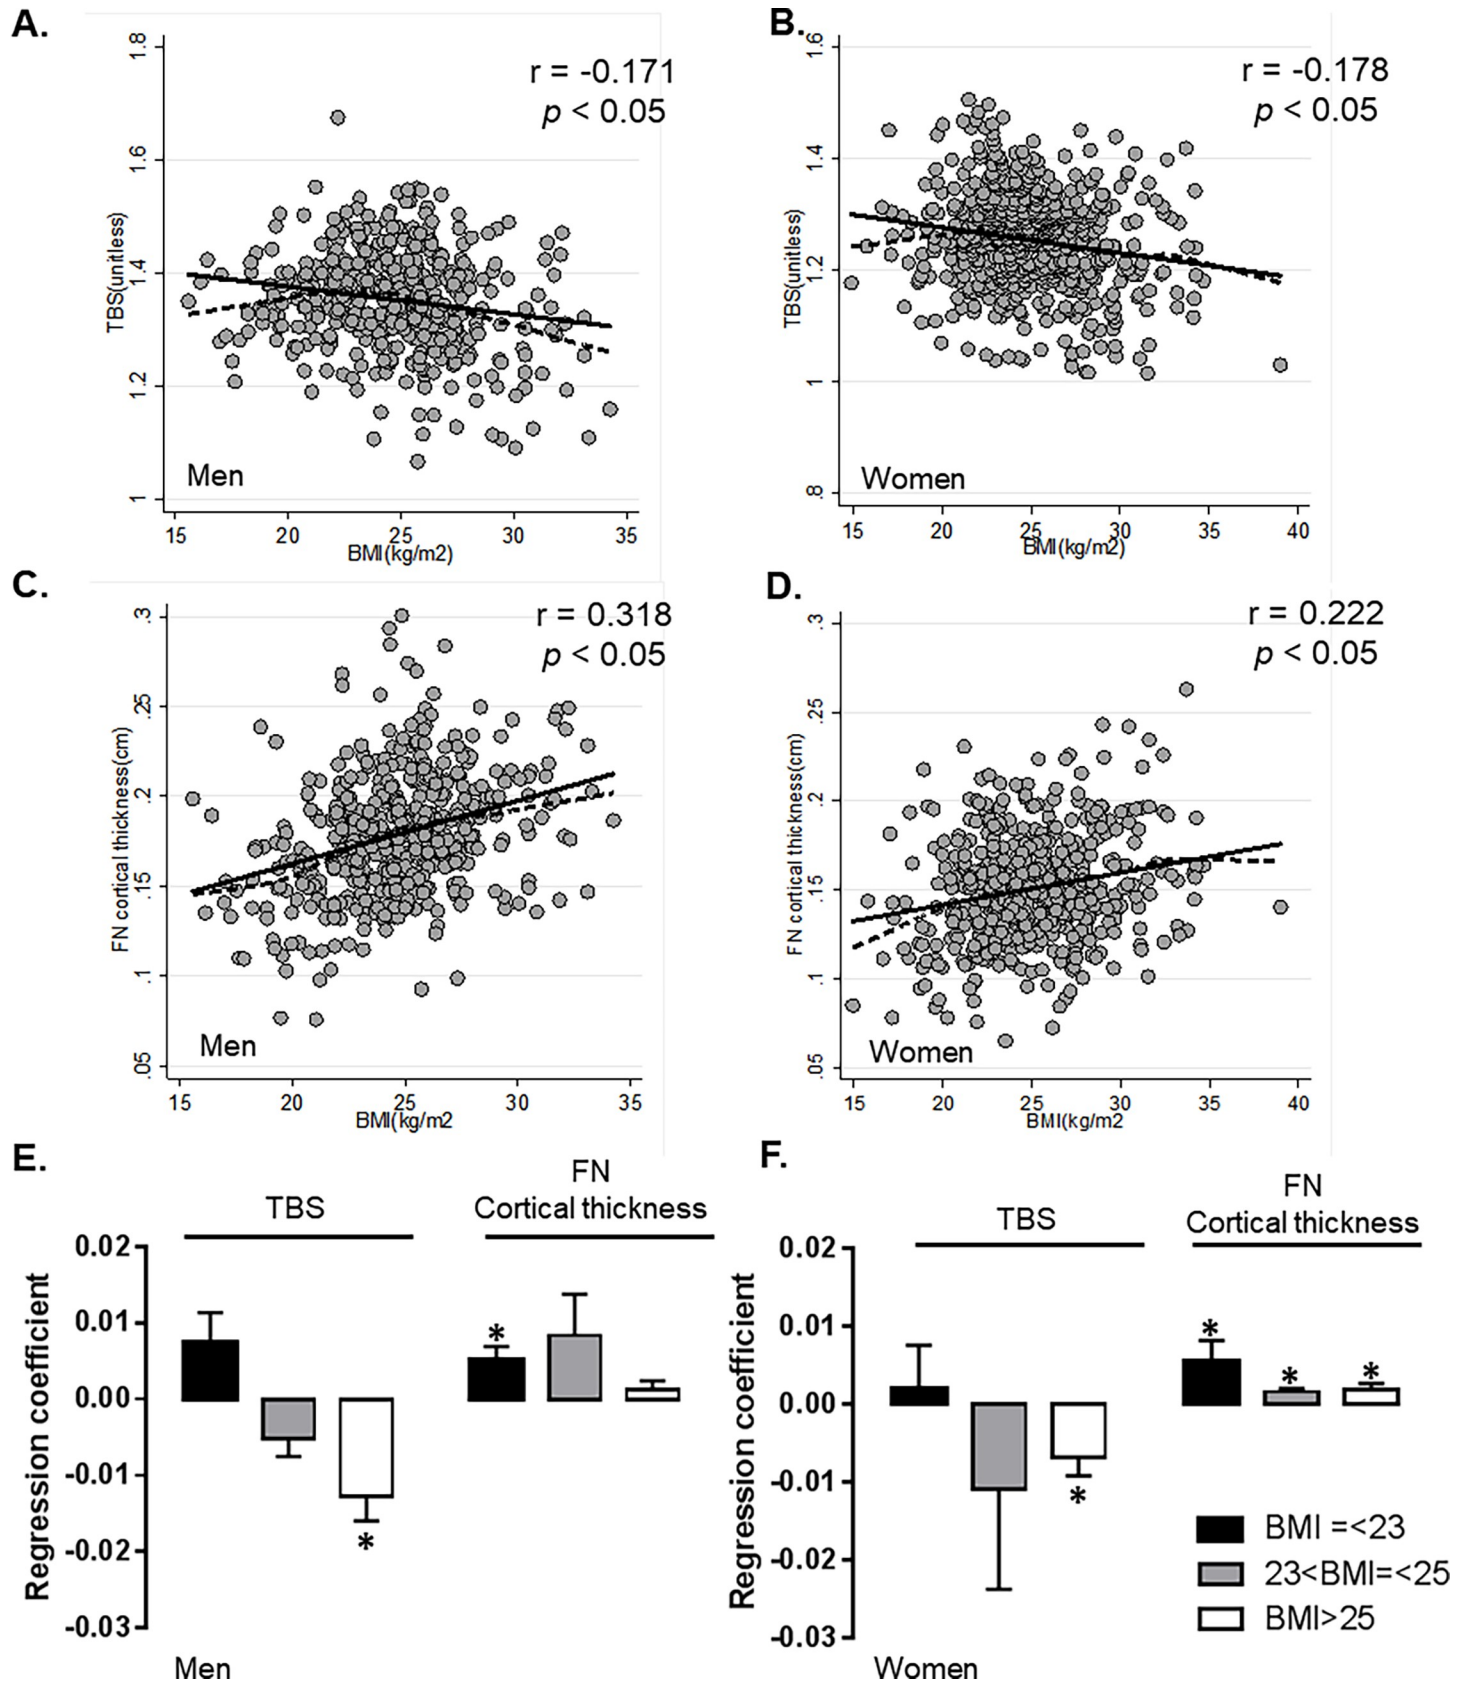 A.
r = -0.171
p < 0.05
TBS(unitless)
1.8
1.6
1.4
1.2
1
Men
15 20 25 30 35
BMI(kg/m2)
B.
r = -0.178
p < 0.05
TBS(unitless)
1.6
1.4
1.2
1
.8
Women
15 20 25 30 35 40
BMI(kg/m2)
C.
r = 0.318
p < 0.05
FN cortical thickness(cm)
.3
.25
.2
.15
.1
.05
Men
15 20 25 30 35
BMI(kg/m2
D.
r = 0.222
p < 0.05
FN cortical thickness(cm)
.3
.25
.2
.15
.1
.05
Women
15 20 25 30 35 40
BMI(kg/m2
E.
TBS
FN
Cortical thickness
Regression coefficient
0.02
0.01
0.00
-0.01
-0.02
-0.03
*
*
Men
F.
TBS
FN
Cortical thickness
Regression coefficient
0.02
0.01
0.00
-0.01
-0.02
-0.03
*
* * *
BMI =<23
23<BMI=<25
BMI>25
Women